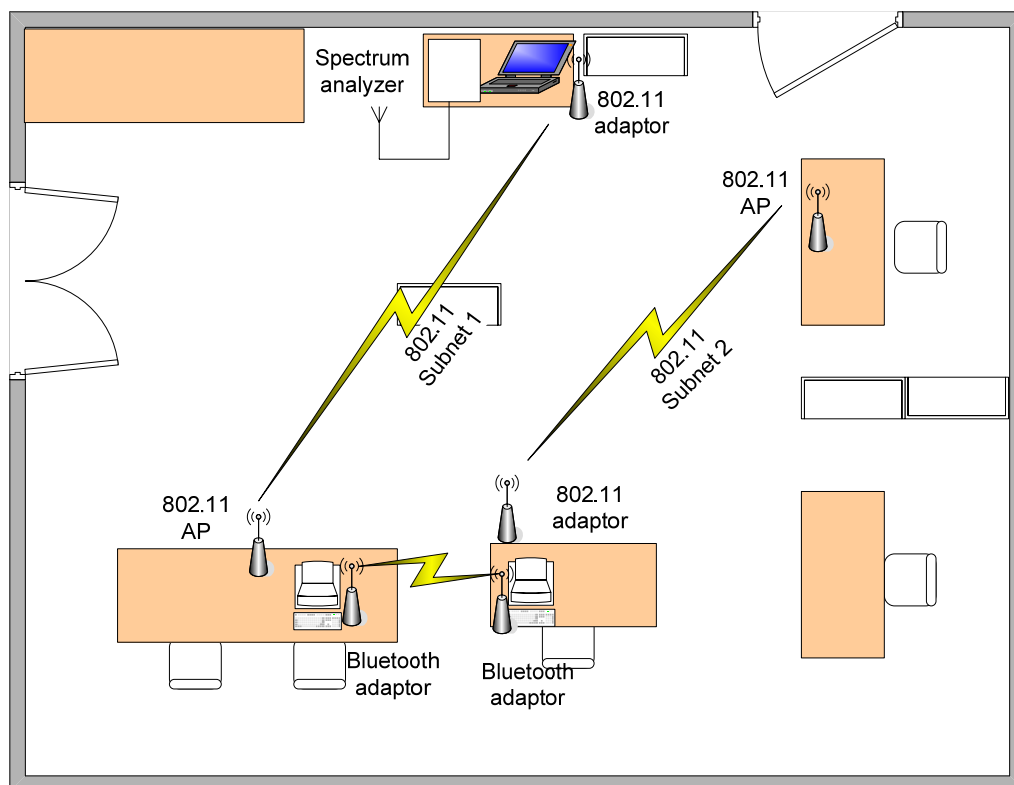 Spectrum
analyzer
802.11
adaptor
802.11
AP
802.11
Subnet 1
802.11
Subnet 2
802.11
AP
802.11
adaptor
Bluetooth
adaptor
Bluetooth
adaptor